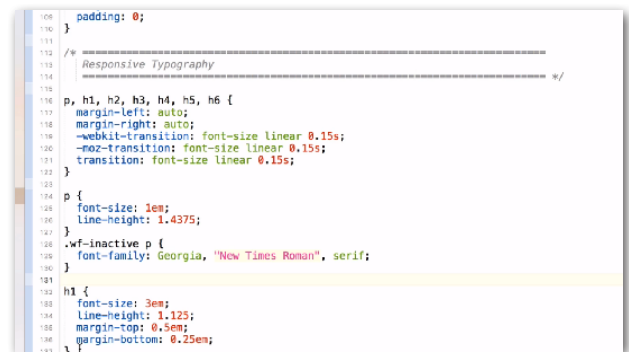 109 padding: 0;
110 }
111
112 /* ==========================================================================
113 Responsive Typography
114 ========================================================================== */
115
116 p, h1, h2, h3, h4, h5, h6 {
117 margin-left: auto;
118 margin-right: auto;
119 -webkit-transition: font-size linear 0.15s;
120 -moz-transition: font-size linear 0.15s;
121 transition: font-size linear 0.15s;
122 }
123
124 p {
125 font-size: 1em;
126 line-height: 1.4375;
127 }
128 .wf-inactive p {
129 font-family: Georgia, "New Times Roman", serif;
130 }
131
132 h1 {
133 font-size: 3em;
134 line-height: 1.125;
135 margin-top: 0.5em;
136 margin-bottom: 0.25em;
137 }